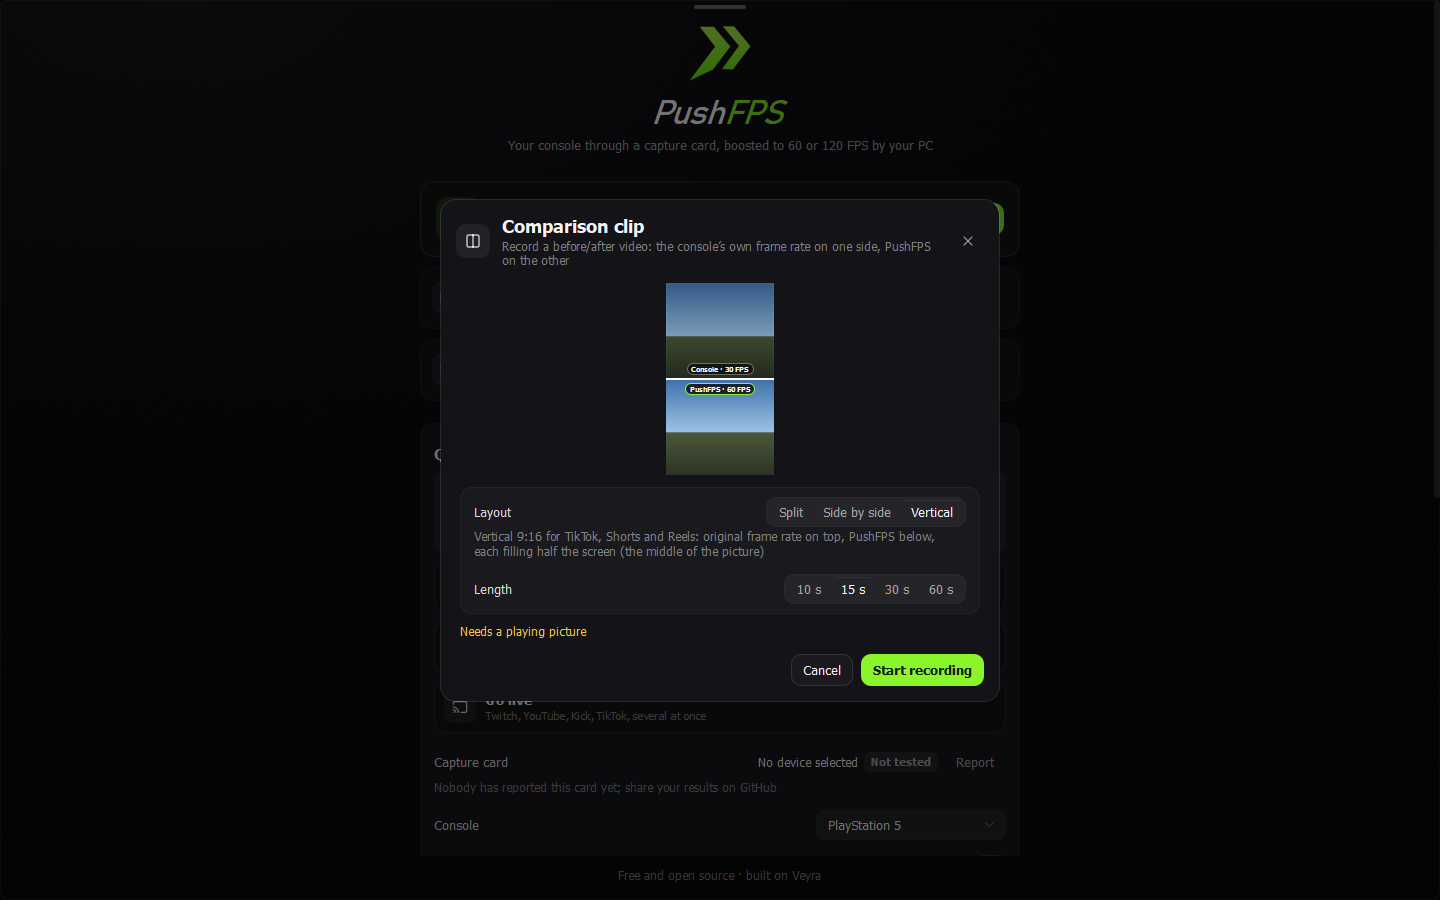 PushFPS
Your console through a capture card, boosted to 60 or 120 FPS by your PC
Comparison clip
Record a before/after video: the console’s own frame rate on one side, PushFPS
on the other
Console • 30 FPS
PushFPS • 60 FPS
Layout
Split
Side by side
Vertical
Vertical 9:16 for TikTok, Shorts and Reels: original frame rate on top, PushFPS below,
each filling half the screen (the middle of the picture)
Length
10 s
15 s
30 s
60 s
Needs a playing picture
Cancel
Start recording
Go live
Twitch, YouTube, Kick, TikTok, several at once
Capture card
No device selected
Not tested
Report
Nobody has reported this card yet; share your results on GitHub
Console
PlayStation 5
Free and open source · built on Veyra